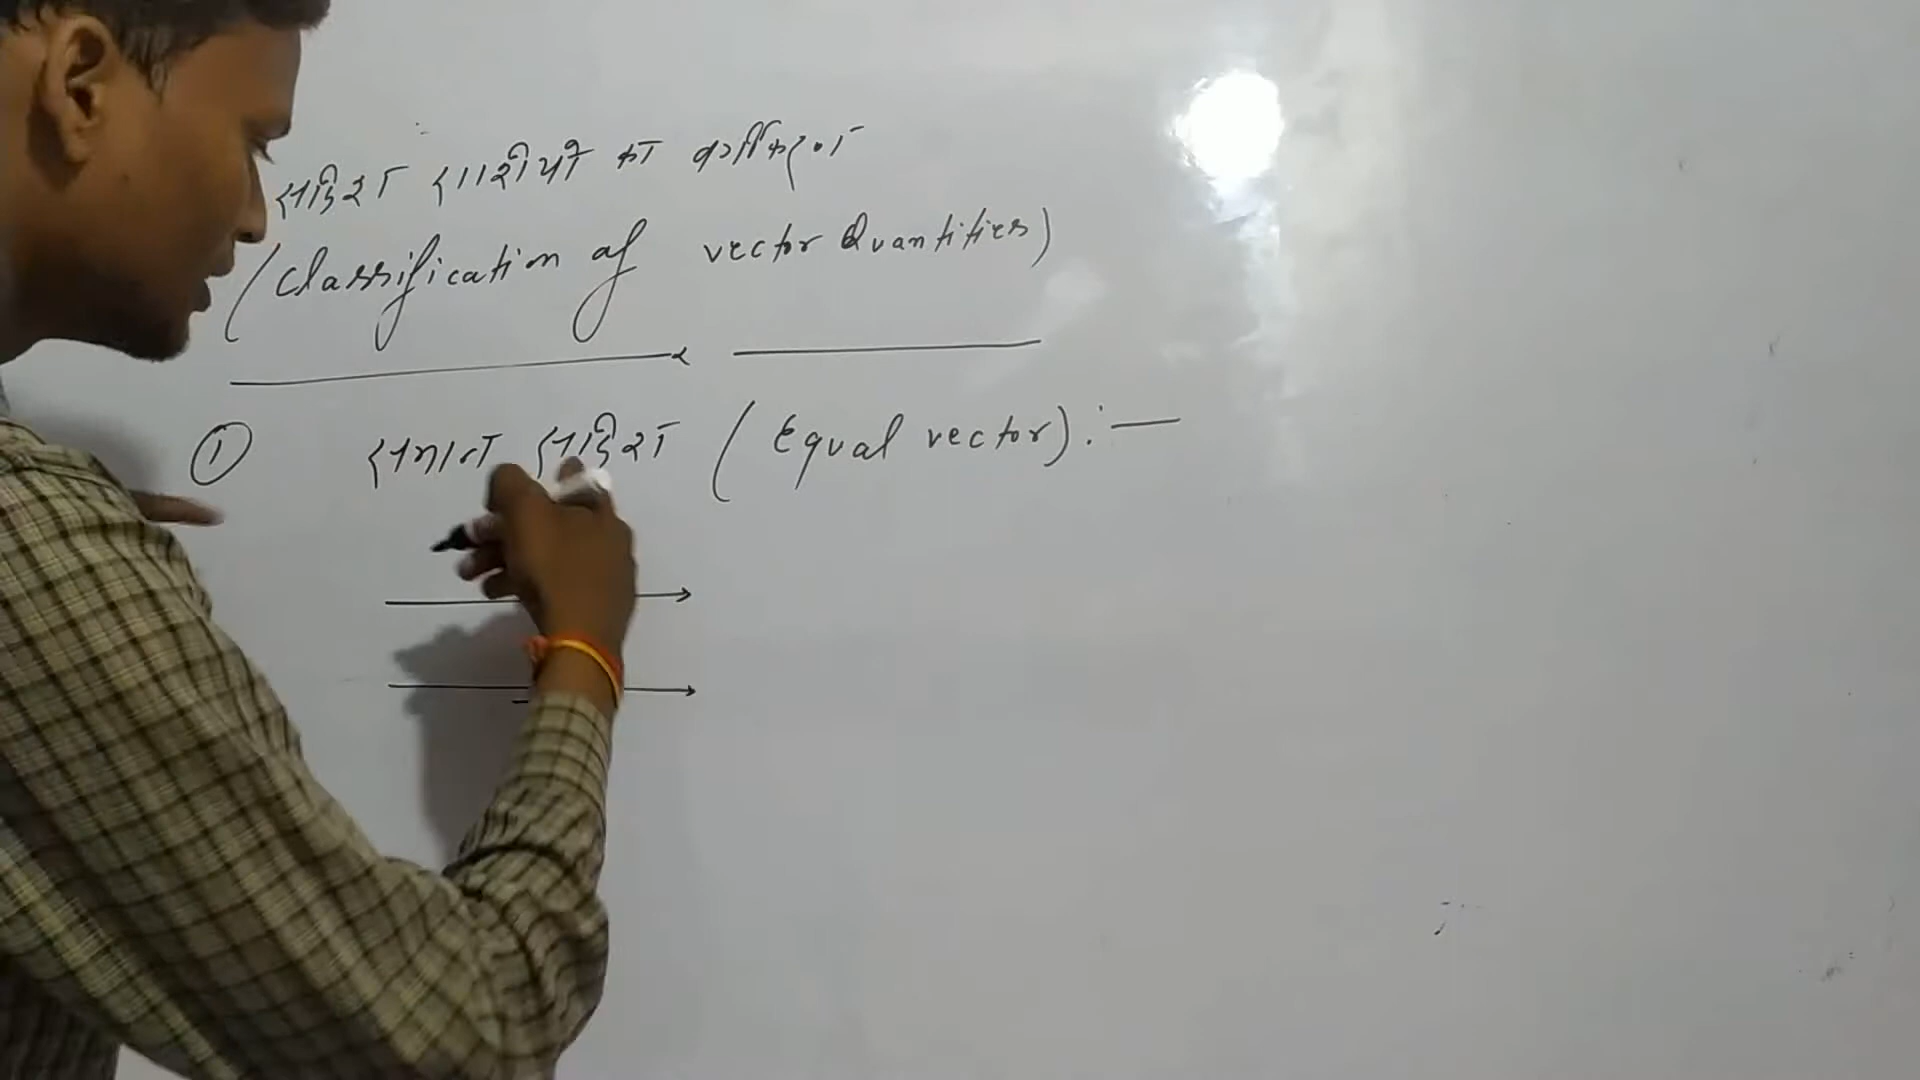 सदिश राशियों का वर्गीकरण
(Classification of vector Quantities)
① समान सदिश (Equal vector):—